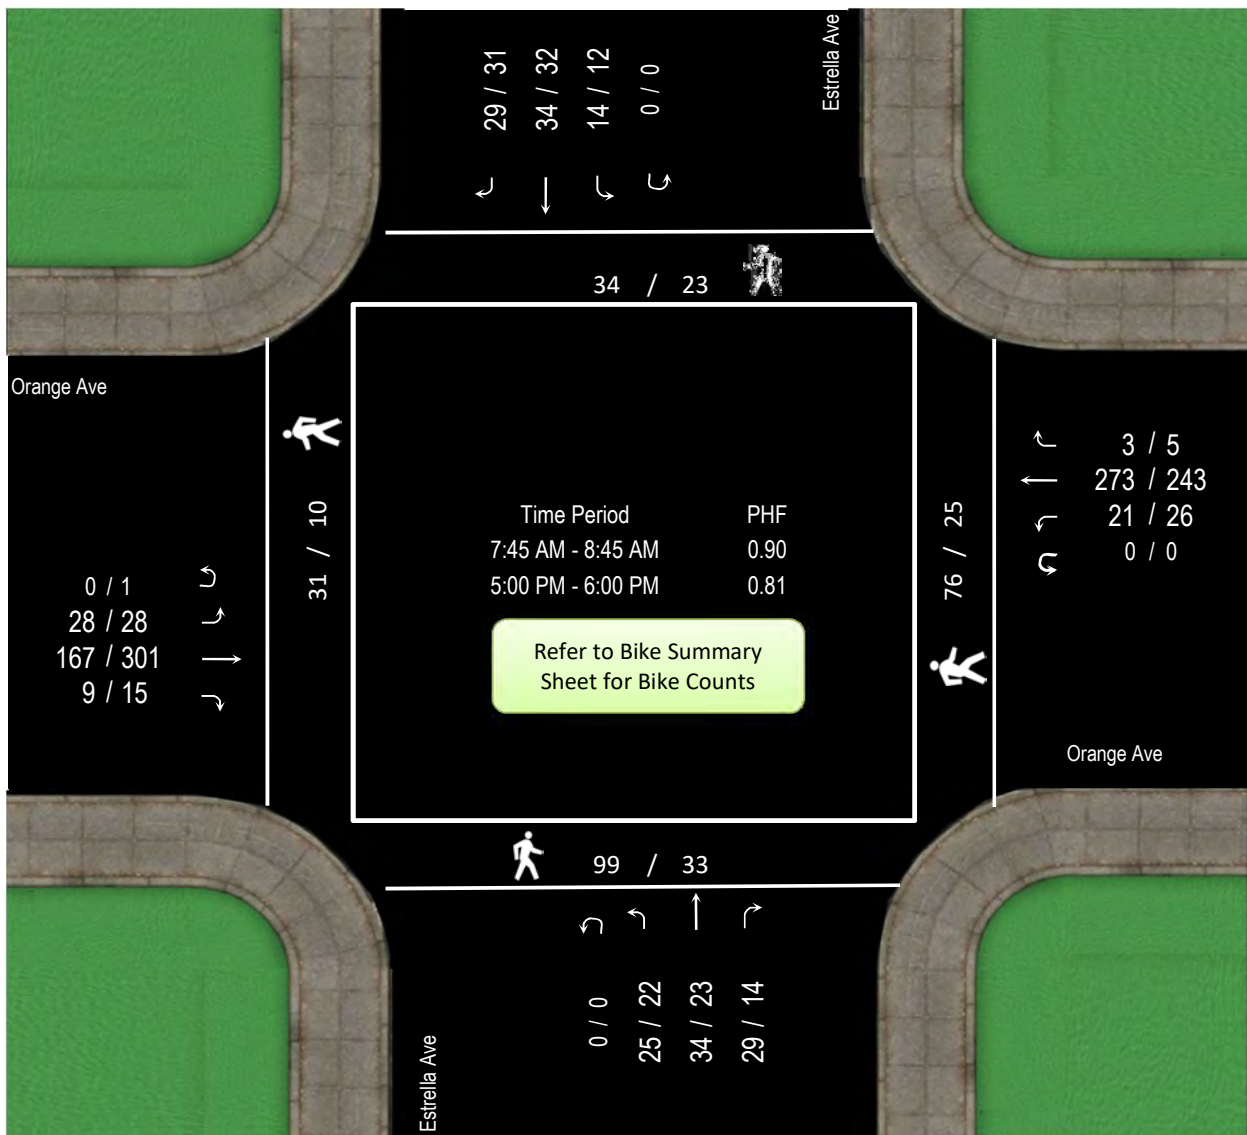 Estrella Ave
29 / 31
34 / 32
14 / 12
0 / 0
34 / 23
Orange Ave
31 / 10
0 / 1
28 / 28
167 / 301
9 / 15
Time Period PHF
7:45 AM - 8:45 AM 0.90
5:00 PM - 6:00 PM 0.81
Refer to Bike Summary
Sheet for Bike Counts
76 / 25
3 / 5
273 / 243
21 / 26
0 / 0
Orange Ave
99 / 33
0 / 0
25 / 22
34 / 23
29 / 14
Estrella Ave